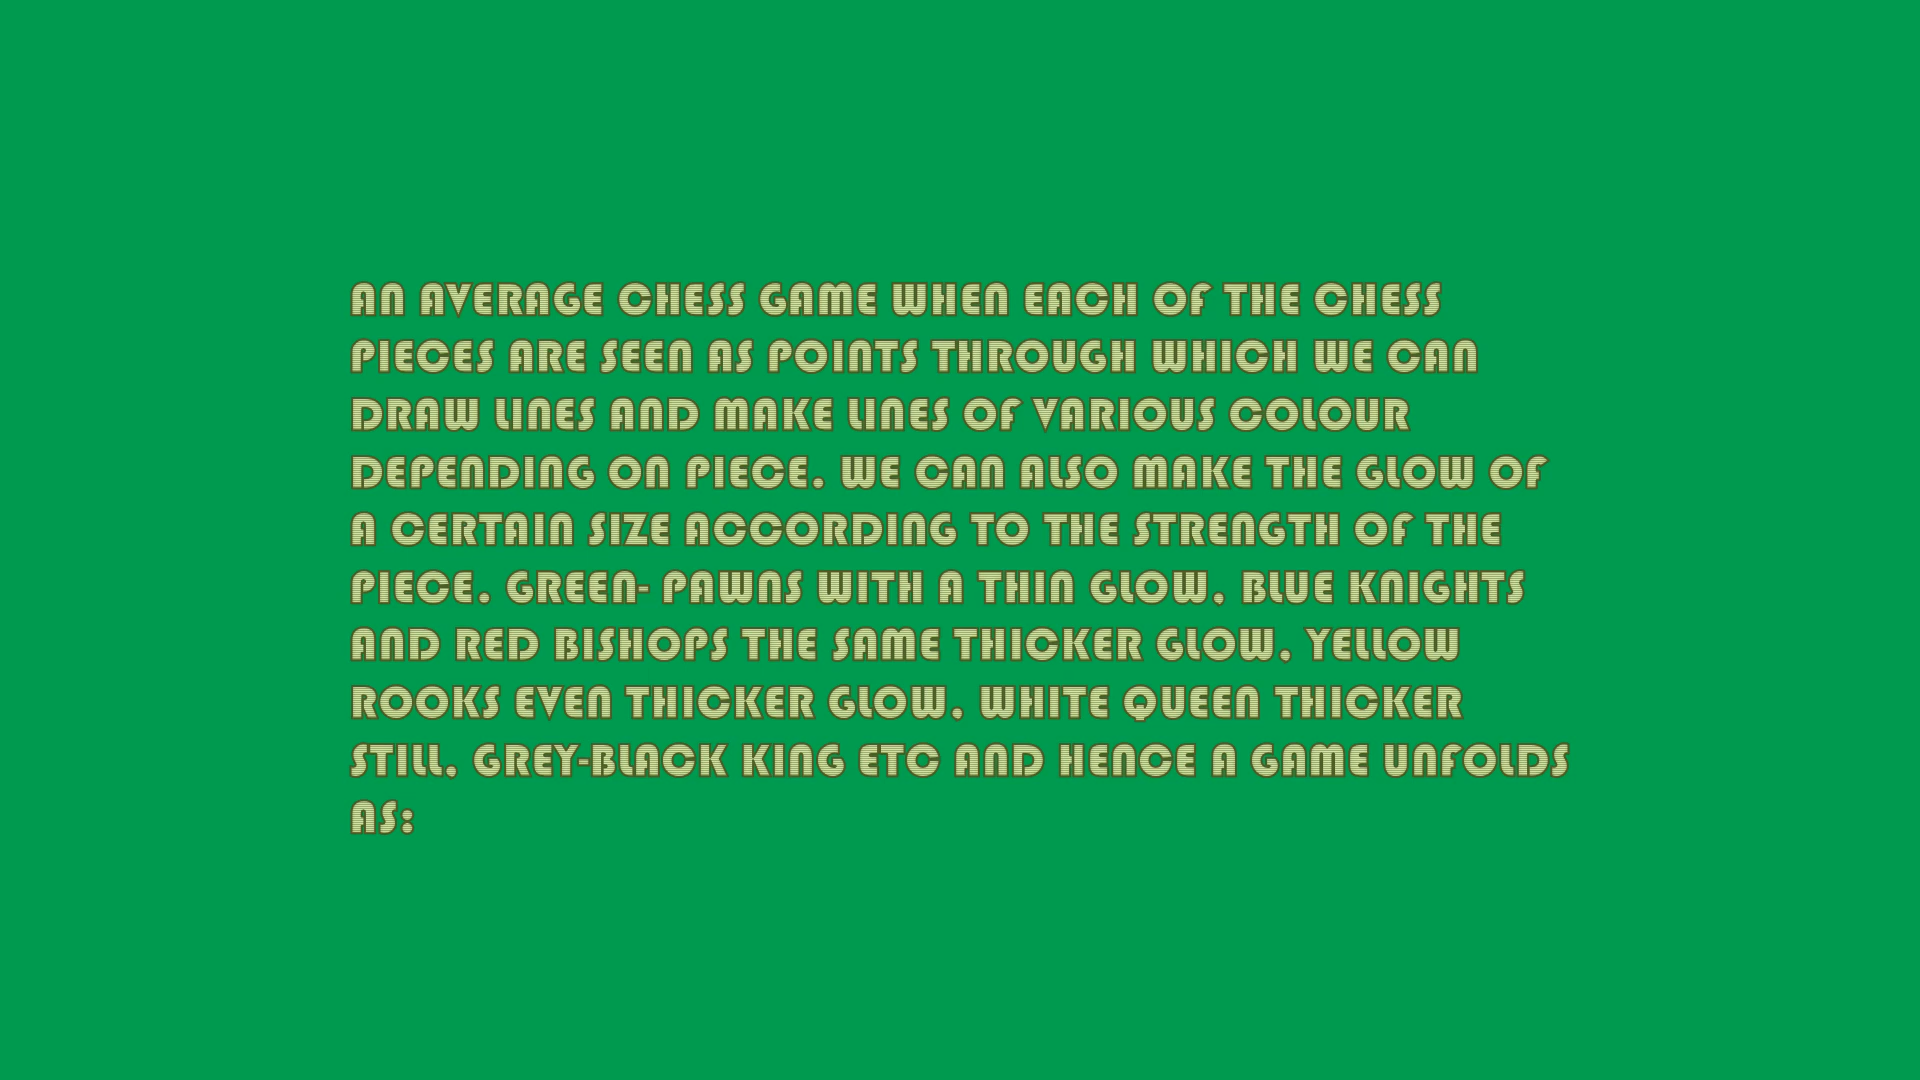 AN AVERAGE CHESS GAME WHEN EACH OF THE CHESS
PIECES ARE SEEN AS POINTS THROUGH WHICH WE CAN
DRAW LINES AND MAKE LINES OF VARIOUS COLOUR
DEPENDING ON PIECE. WE CAN ALSO MAKE THE GLOW OF
A CERTAIN SIZE ACCORDING TO THE STRENGTH OF THE
PIECE. GREEN- PAWNS WITH A THIN GLOW, BLUE KNIGHTS
AND RED BISHOPS THE SAME THICKER GLOW, YELLOW
ROOKS EVEN THICKER GLOW, WHITE QUEEN THICKER
STILL, GREY-BLACK KING ETC AND HENCE A GAME UNFOLDS
AS: